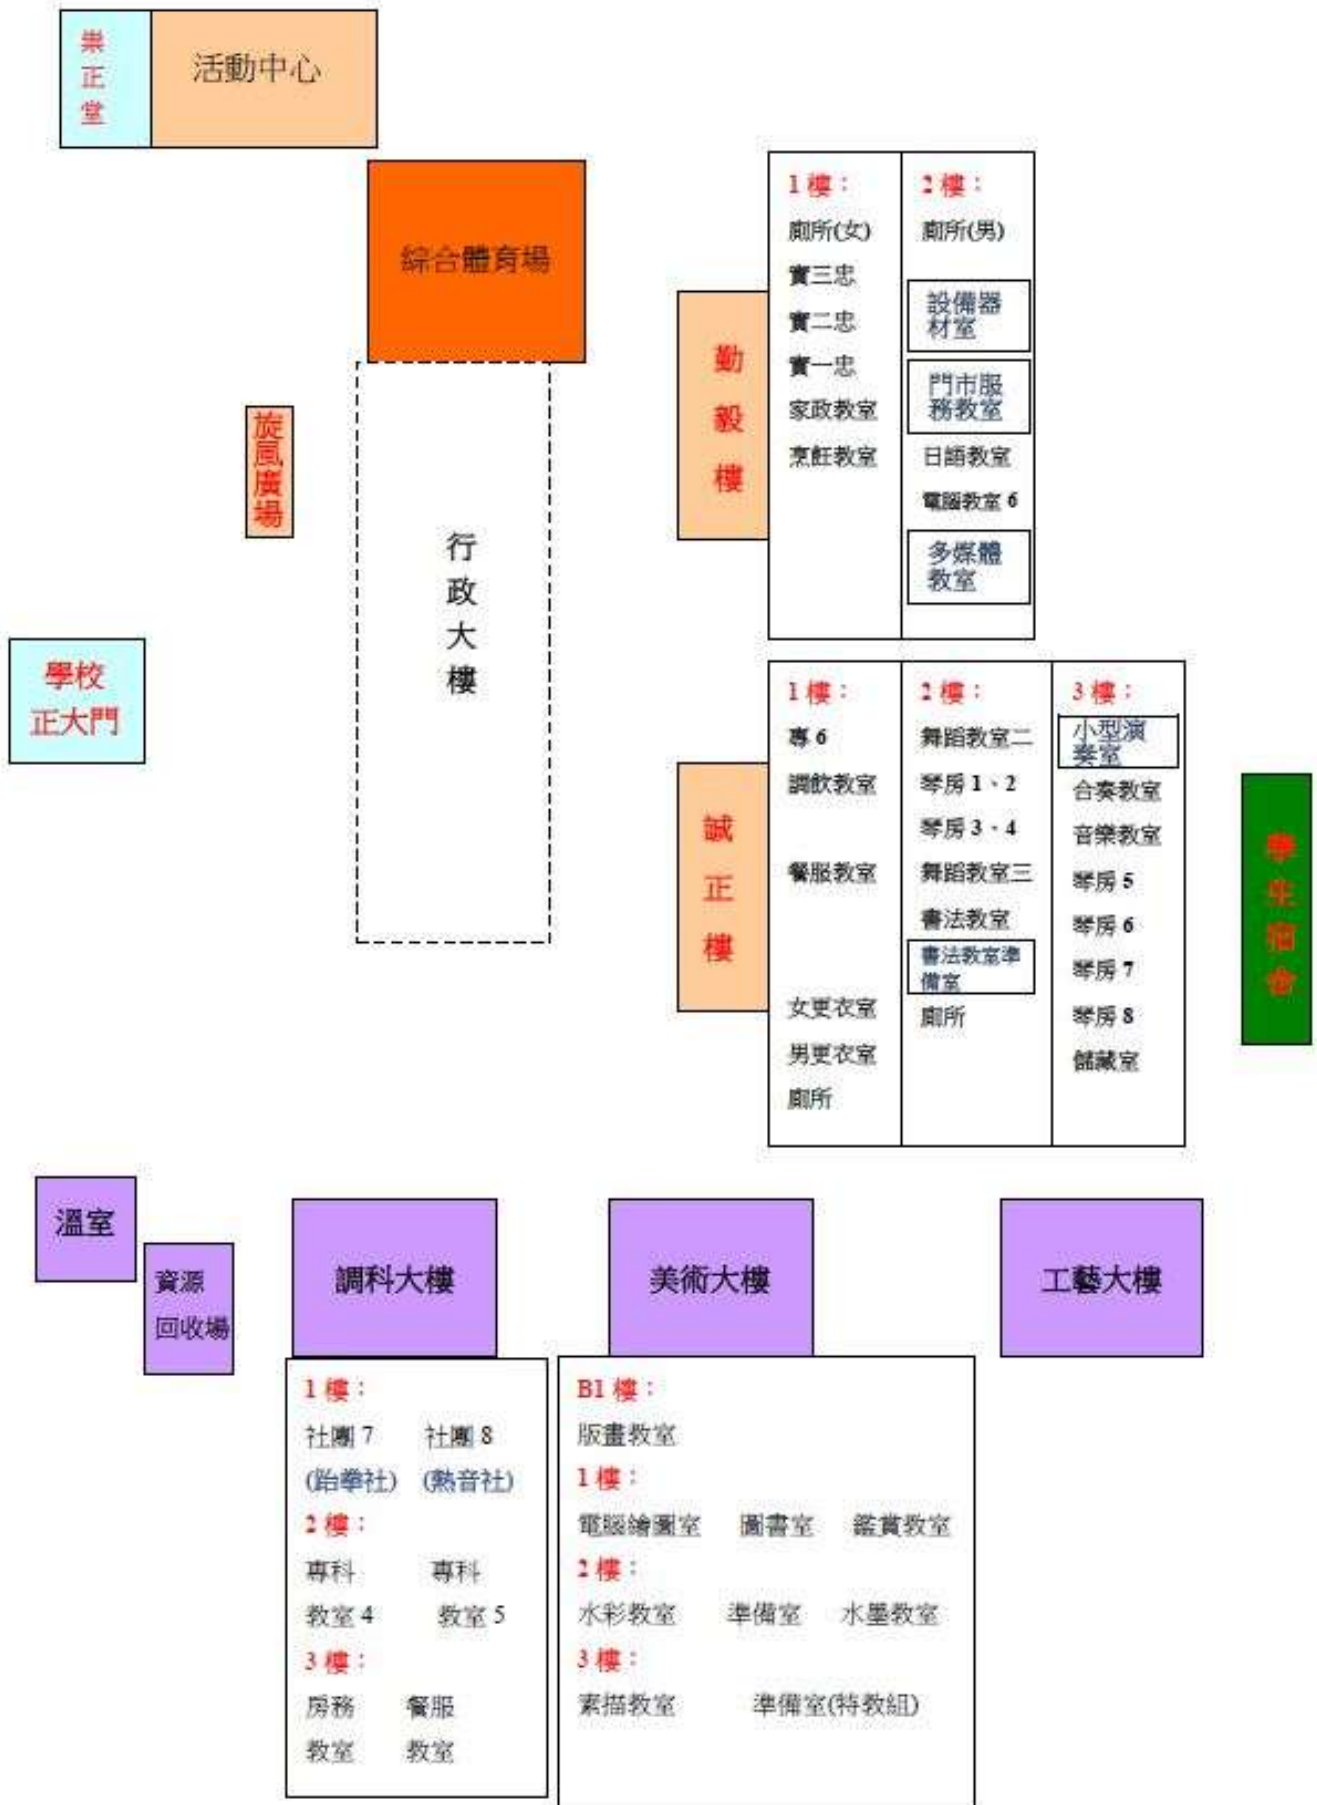 崇
正
堂
活動中心
綜合體育場
旋
風
廣
場
行
政
大
樓
學校
正大門
勤
毅
樓
1 樓：
廁所(女)
實三忠
實二忠
實一忠
家政教室
烹飪教室
2 樓：
廁所(男)
設備器
材室
門市服
務教室
日語教室
電腦教室 6
多媒體
教室
誠
正
樓
1 樓：
專 6
調飲教室
餐服教室
女更衣室
男更衣室
廁所
2 樓：
舞蹈教室二
琴房 1、2
琴房 3、4
舞蹈教室三
書法教室
書法教室準
備室
廁所
3 樓：
小型演
奏室
合奏教室
音樂教室
琴房 5
琴房 6
琴房 7
琴房 8
儲藏室
學
生
宿
舍
溫室
資源
回收場
調科大樓
1 樓：
社團 7 社團 8
(跆拳社) (熱音社)
2 樓：
專科 專科
教室 4 教室 5
3 樓：
房務 餐服
教室 教室
美術大樓
B1 樓：
版畫教室
1 樓：
電腦繪圖室 圖書室 鑑賞教室
2 樓：
水彩教室 準備室 水墨教室
3 樓：
素描教室 準備室(特教組)
工藝大樓